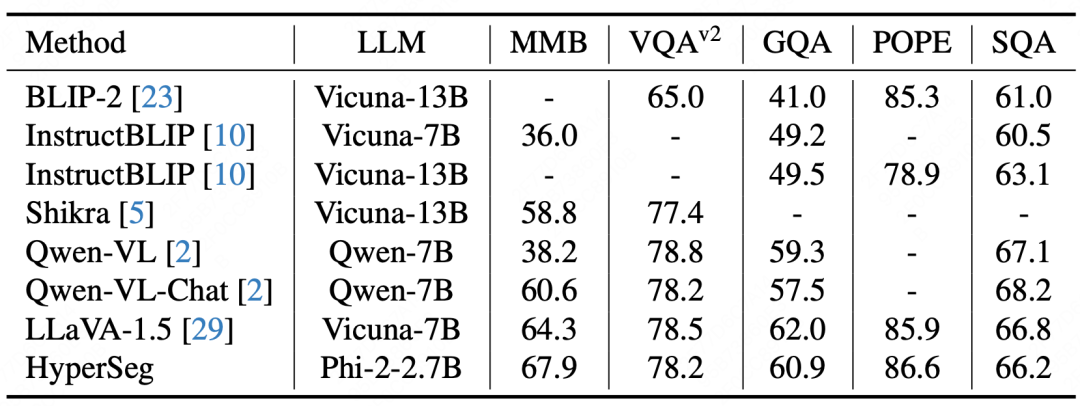 Method LLM MMB VQAv2 GQA POPE SQA
BLIP-2 [23] Vicuna-13B - 65.0 41.0 85.3 61.0
InstructBLIP [10] Vicuna-7B 36.0 - 49.2 - 60.5
InstructBLIP [10] Vicuna-13B - - 49.5 78.9 63.1
Shikra [5] Vicuna-13B 58.8 77.4 - - -
Qwen-VL [2] Qwen-7B 38.2 78.8 59.3 - 67.1
Qwen-VL-Chat [2] Qwen-7B 60.6 78.2 57.5 - 68.2
LLaVA-1.5 [29] Vicuna-7B 64.3 78.5 62.0 85.9 66.8
HyperSeg Phi-2-2.7B 67.9 78.2 60.9 86.6 66.2